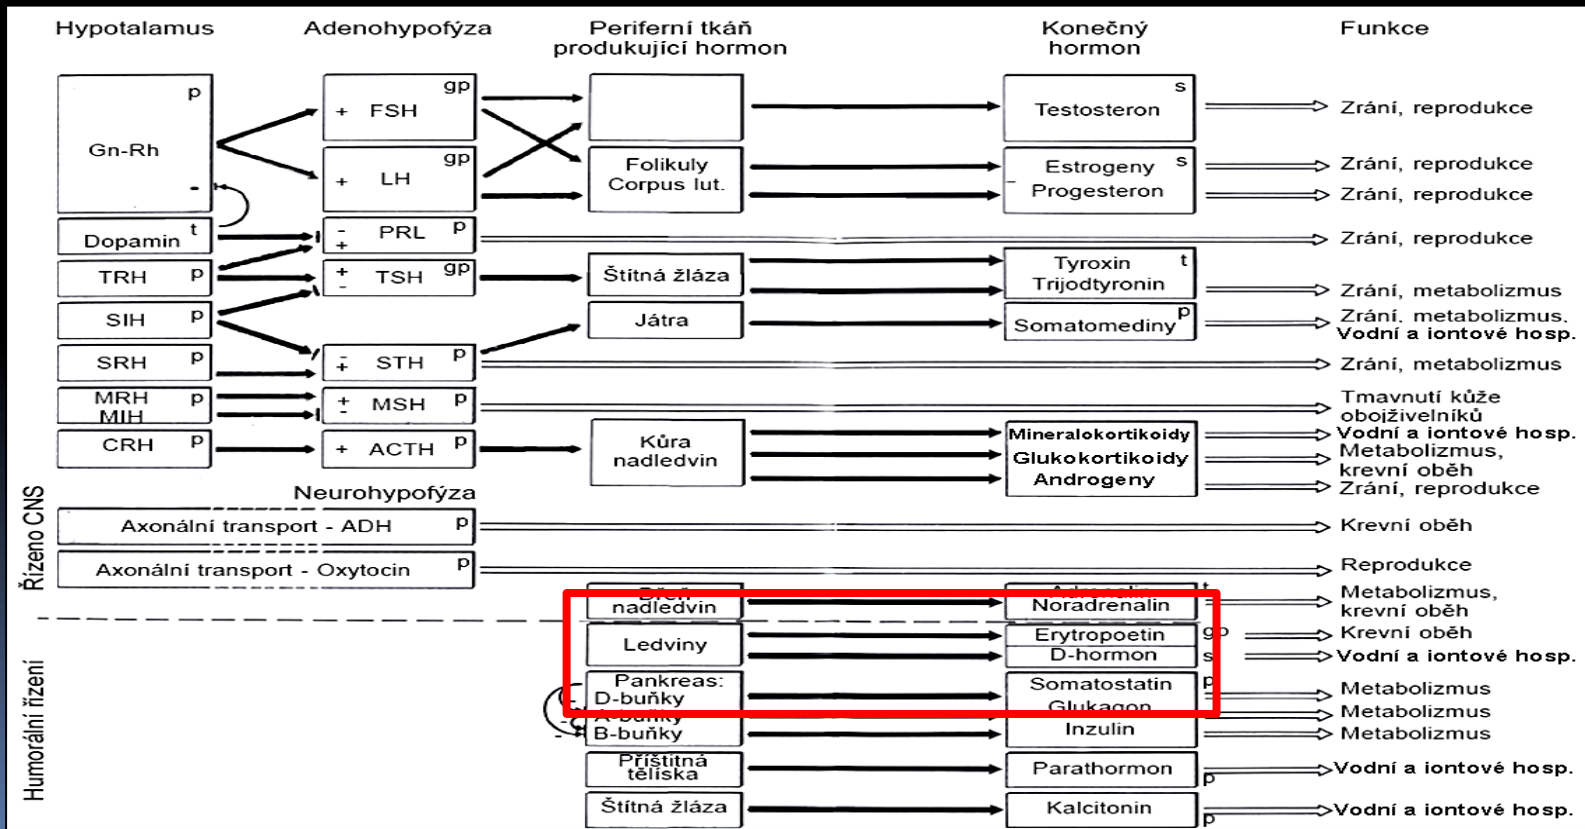 Hypotalamus Adenohypofýza Periferní tkáň Konečný Funkce
produkující hormon hormon
p gp s
+ FSH Testosteron Zrání, reprodukce
Gn-Rh
gp Folikuly Estrogeny s Zrání, reprodukce
+ LH Corpus lut. - Progesteron Zrání, reprodukce
-
Dopamin t - + PRL p Zrání, reprodukce
TRH p + - TSH gp Štítná žláza Tyroxin t
Trijodtyronin Zrání, metabolizmus
SIH p Játra Somatomediny p Zrání, metabolizmus,
Vodní a iontové hosp.
SRH p - + STH p Zrání, metabolizmus
MRH p + - MSH p Tmavnutí kůže
MIH obojživelníků
CRH p + ACTH p Kůra Mineralokortikoidy Vodní a iontové hosp.
nadledvin Glukokortikoidy Metabolizmus,
krevní oběh
Androgeny Zrání, reprodukce
Řízeno CNS
Neurohypofýza
Axonální transport - ADH p Krevní oběh
Axonální transport - Oxytocin p Reprodukce
Dřeň Adrenalin t Metabolizmus,
nadledvin Noradrenalin krevní oběh
Humorální řízení
Ledviny Erytropoetin gp Krevní oběh
D-hormon s Vodní a iontové hosp.
Pankreas: Somatostatin p Metabolizmus
- D-buňky Glukagon Metabolizmus
- A-buňky
- B-buňky Inzulin Metabolizmus
Příštitná Parathormon p Vodní a iontové hosp.
tělíska
Štítná žláza Kalcitonin p Vodní a iontové hosp.